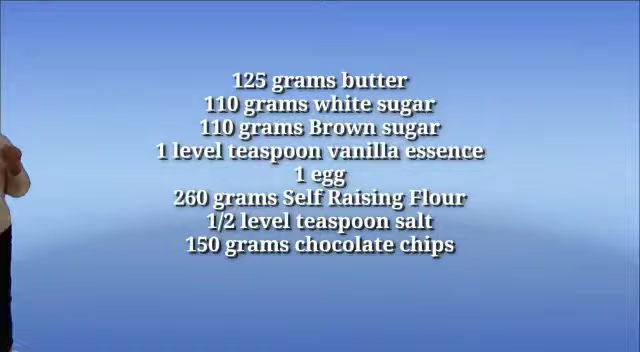 125 grams butter
110 grams white sugar
110 grams Brown sugar
1 level teaspoon vanilla essence
1 egg
260 grams Self Raising Flour
1/2 level teaspoon salt
150 grams chocolate chips